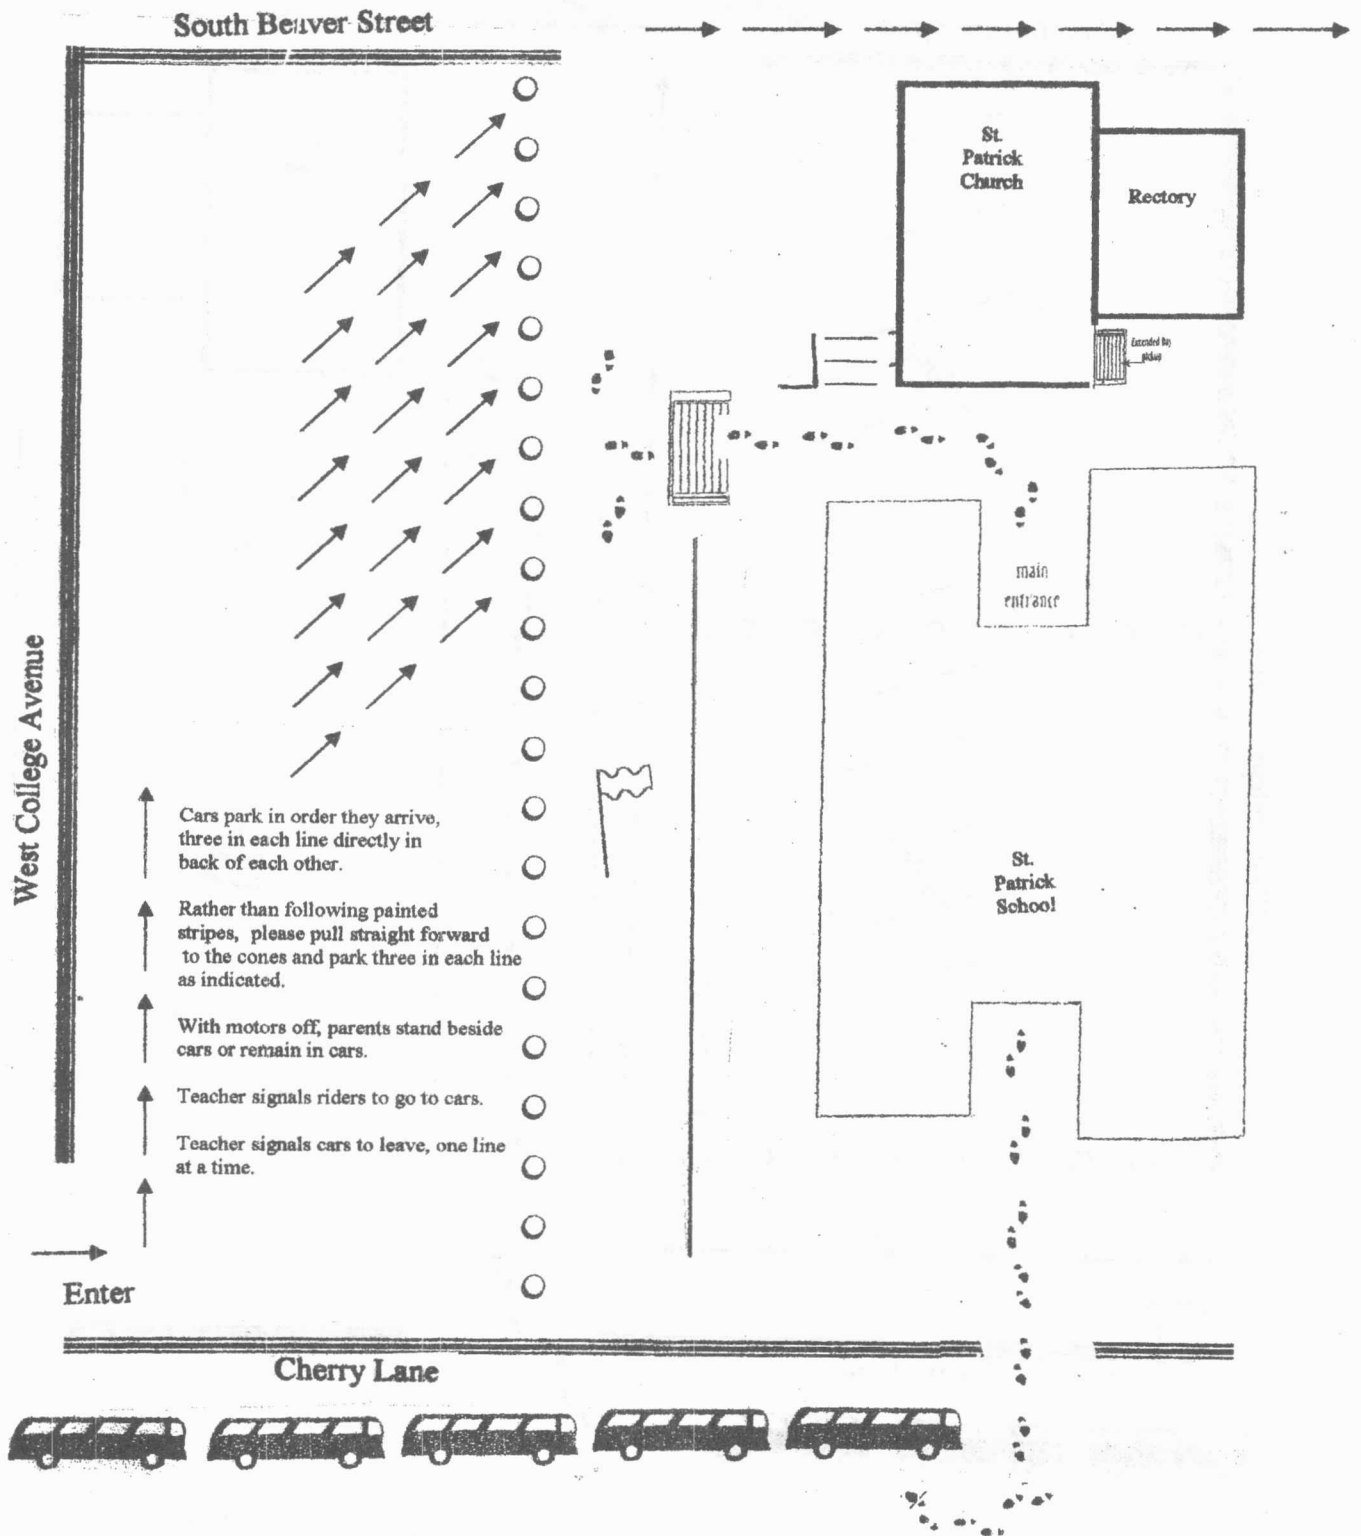 South Beaver Street
St.
Patrick
Church
Rectory
Extended Day
pickup
main
entrance
West College Avenue
Cars park in order they arrive,
three in each line directly in
back of each other.
Rather than following painted
stripes, please pull straight forward
to the cones and park three in each line
as indicated.
With motors off, parents stand beside
cars or remain in cars.
Teacher signals riders to go to cars.
Teacher signals cars to leave, one line
at a time.
St.
Patrick
School
Enter
Cherry Lane